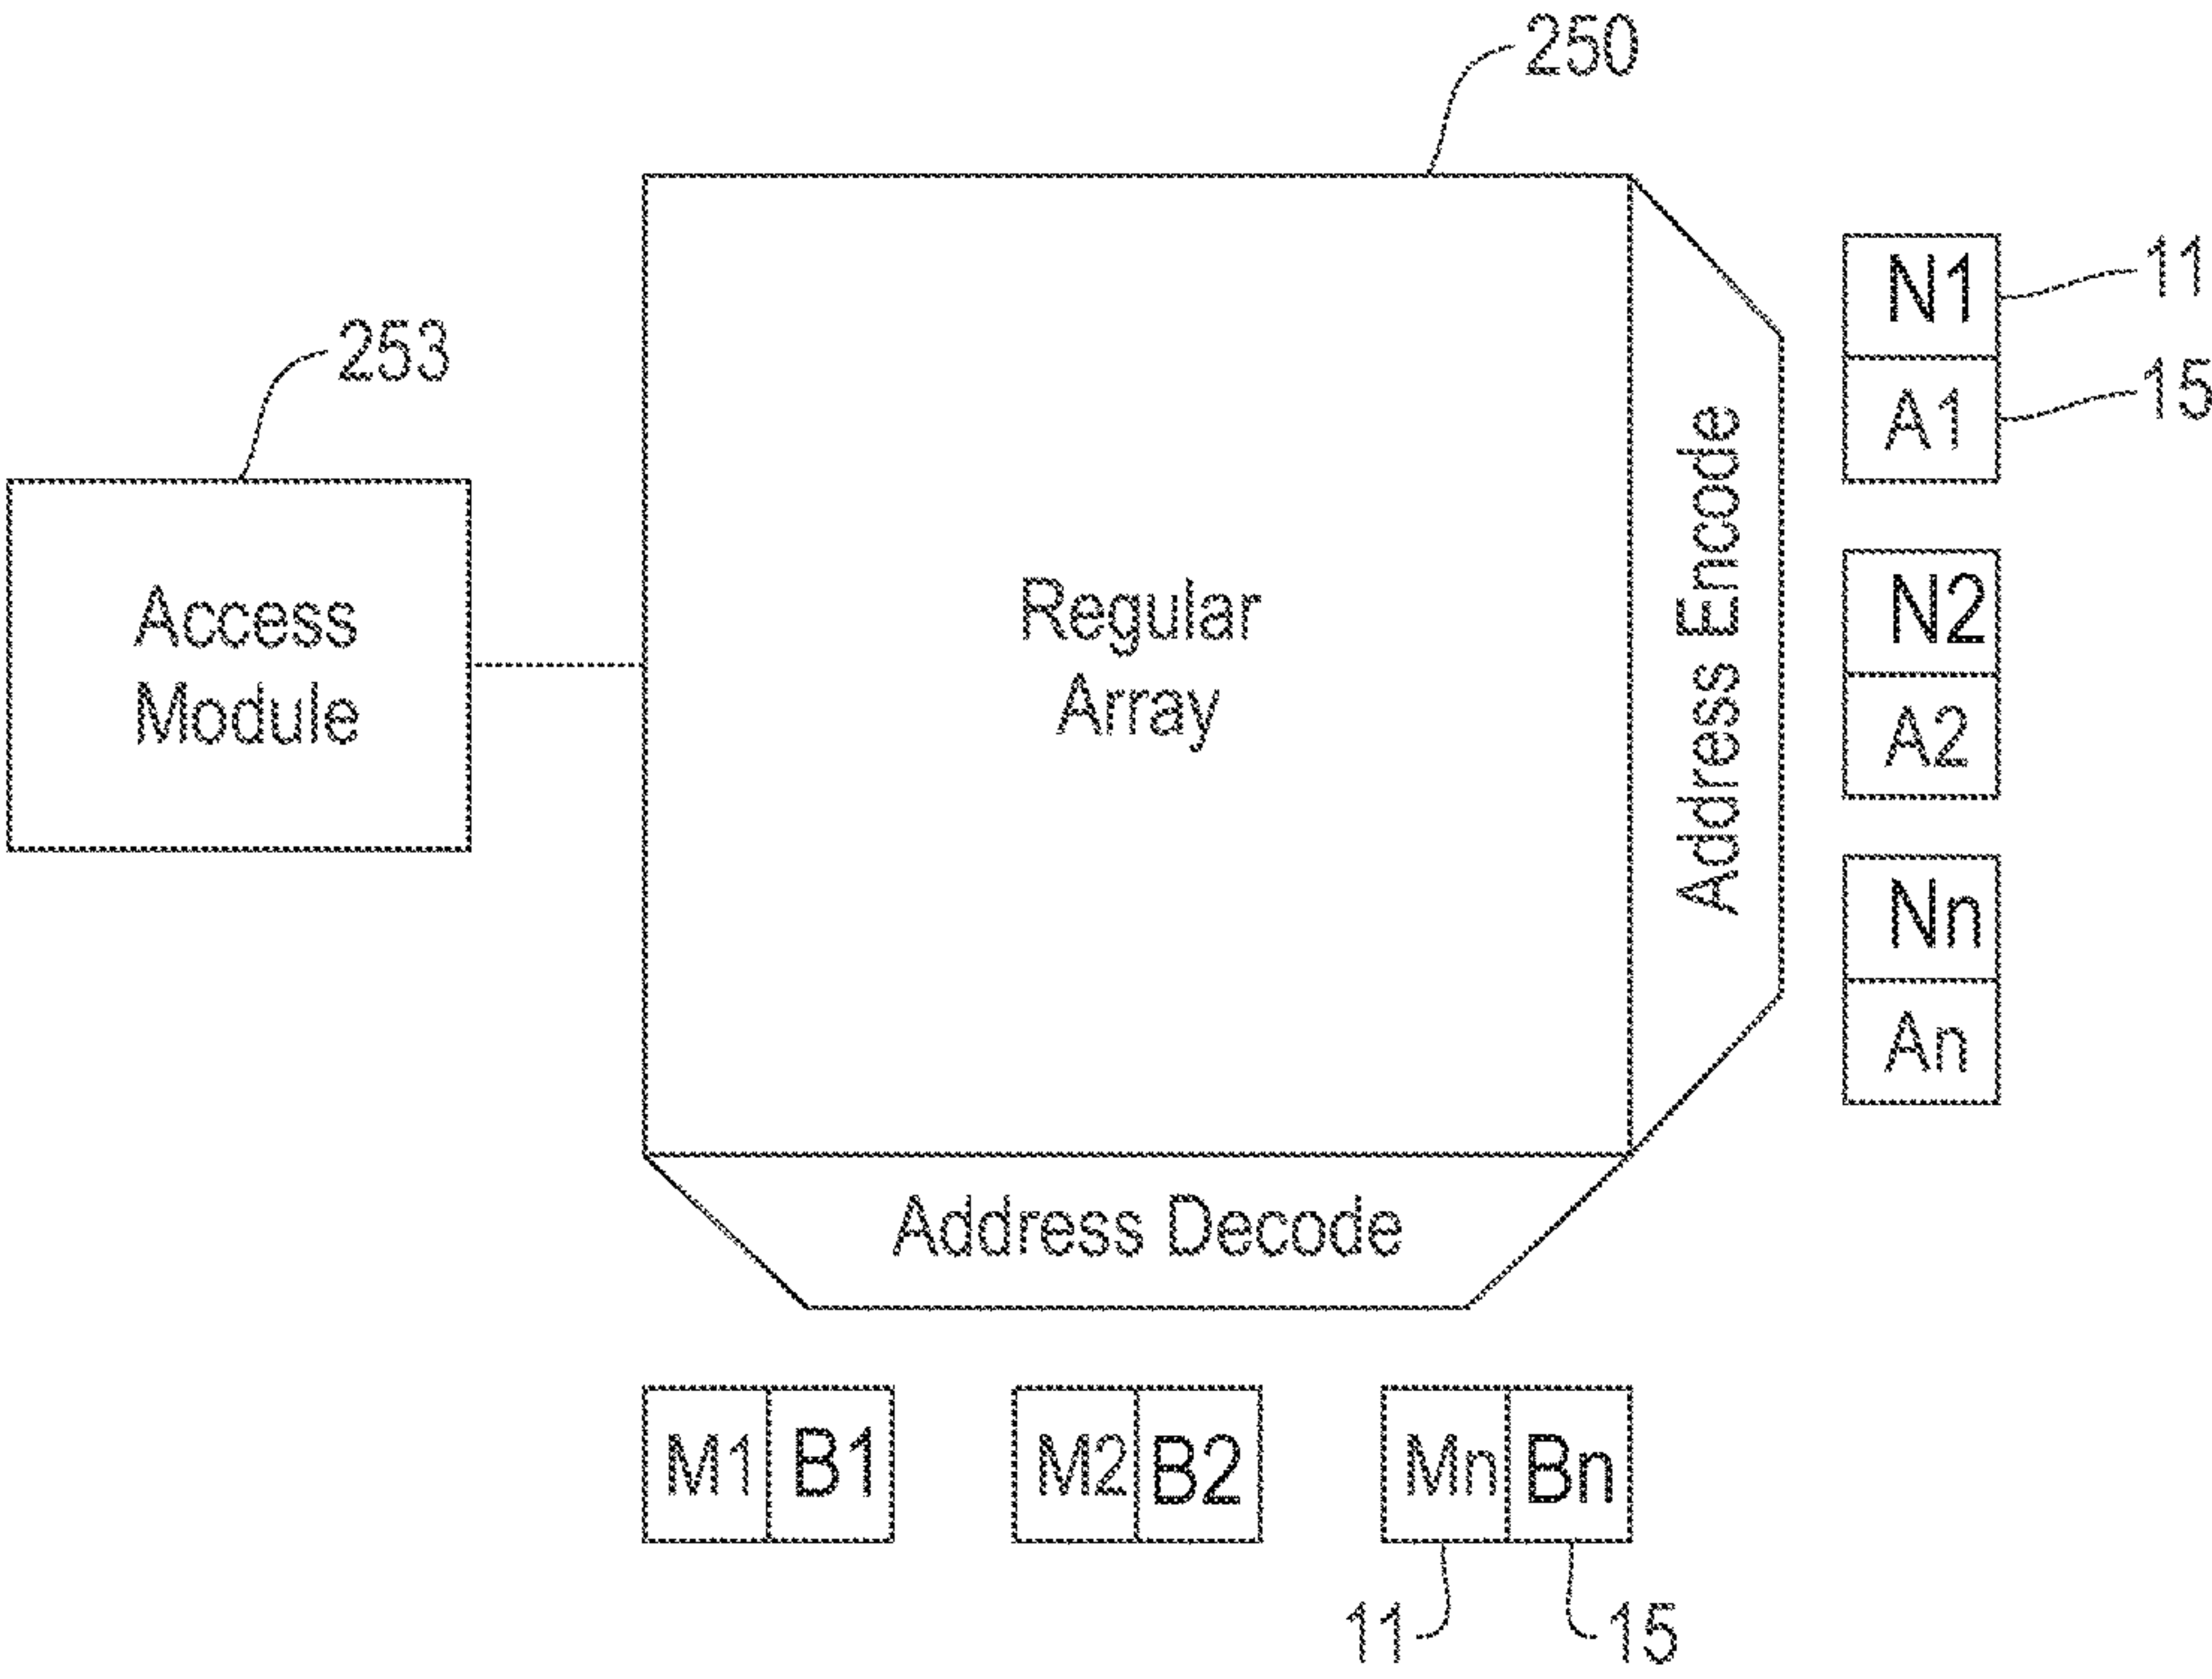 250
N1
11
253
A1
15
Access
Module
Regular
Array
Address Encode
N2
A2
Nn
An
Address Decode
M1 B1 M2 B2 Mn Bn
11 15